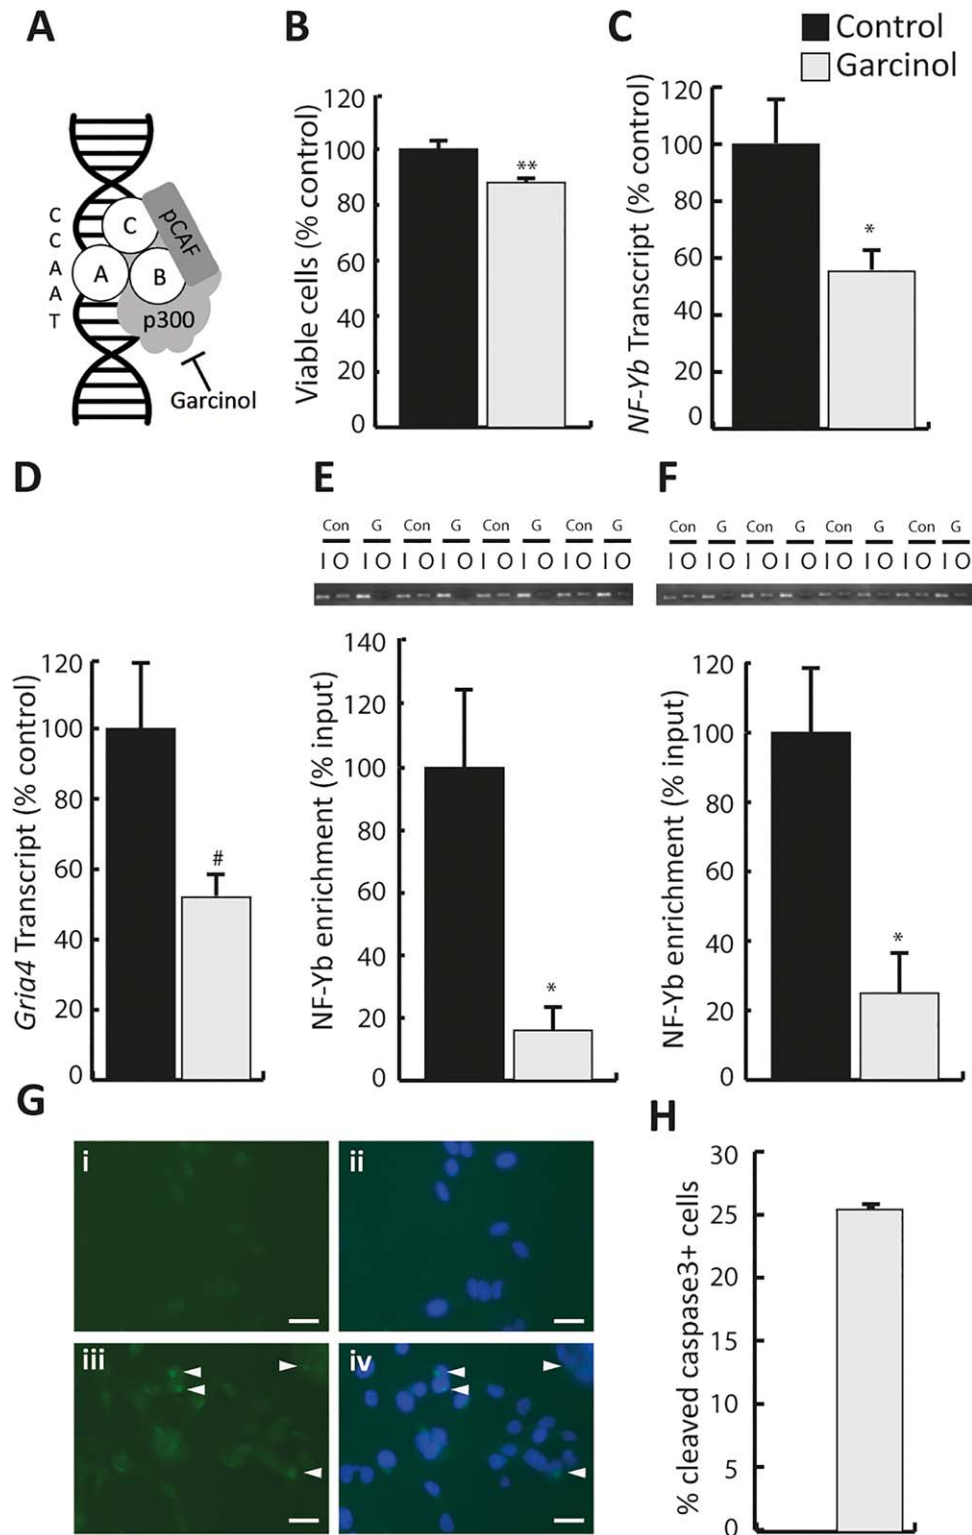 A
B
C
Control
Garcinol
C
C
A
A
T
C
A
B
pCAF
p300
Garcinol
Viable cells (% control)
120
100
80
60
40
20
0
**
NF-Yb Transcript (% control)
120
100
80
60
40
20
0
*
D
E
F
Gria4 Transcript (% control)
120
100
80
60
40
20
0
#
Con G Con G Con G Con G
I O I O I O I O I O I O I O I O
NF-Yb enrichment (% input)
140
120
100
80
60
40
20
0
*
Con G Con G Con G Con G
I O I O I O I O I O I O I O I O
NF-Yb enrichment (% input)
120
100
80
60
40
20
0
*
G
i
ii
iii
iv
H
% cleaved caspase3+ cells
30
25
20
15
10
5
0